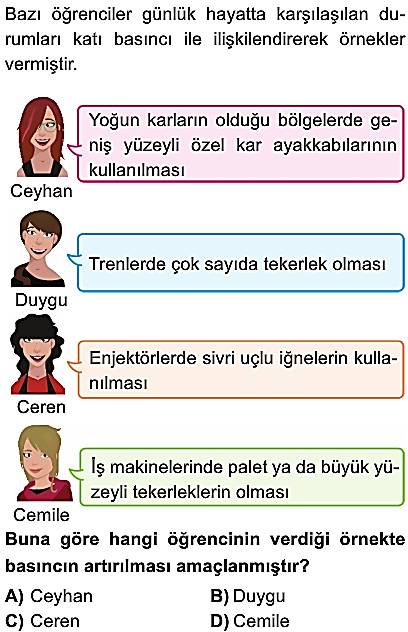 Bazı öğrenciler günlük hayatta karşılaşılan du-
rumları katı basıncı ile ilişkilendirerek örnekler
vermiştir.
Yoğun karların olduğu bölgelerde ge-
niş yüzeyli özel kar ayakkabılarının
kullanılması
Ceyhan
Trenlerde çok sayıda tekerlek olması
Duygu
Enjektörlerde sivri uçlu iğnelerin kulla-
nılması
Ceren
İş makinelerinde palet ya da büyük yü-
zeyli tekerleklerin olması
Cemile
Buna göre hangi öğrencinin verdiği örnekte
basıncın artırılması amaçlanmıştır?
A) Ceyhan B) Duygu
C) Ceren D) Cemile